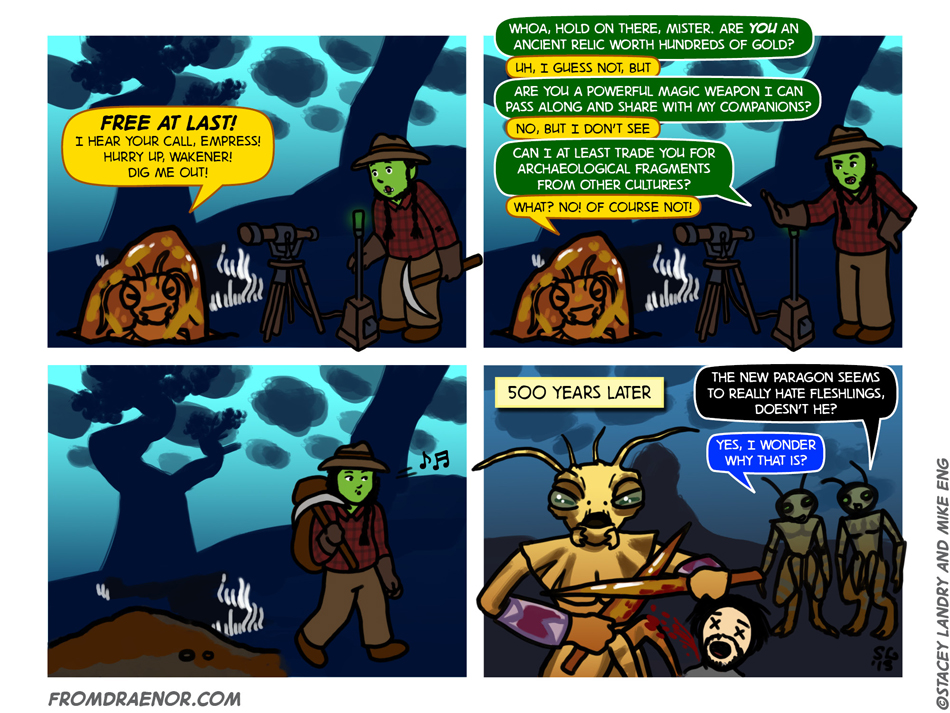 FREE AT LAST!
I HEAR YOUR CALL, EMPRESS!
HURRY UP, WAKENER!
DIG ME OUT!
WHOA, HOLD ON THERE, MISTER. ARE YOU AN
ANCIENT RELIC WORTH HUNDREDS OF GOLD?
UH, I GUESS NOT, BUT
ARE YOU A POWERFUL MAGIC WEAPON I CAN
PASS ALONG AND SHARE WITH MY COMPANIONS?
NO, BUT I DON'T SEE
CAN I AT LEAST TRADE YOU FOR
ARCHAEOLOGICAL FRAGMENTS
FROM OTHER CULTURES?
WHAT? NO! OF COURSE NOT!
500 YEARS LATER
THE NEW PARAGON SEEMS
TO REALLY HATE FLESHLINGS,
DOESN'T HE?
YES, I WONDER
WHY THAT IS?
SL
'13
FROMDRAENOR.COM
©STACEY LANDRY AND MIKE ENG